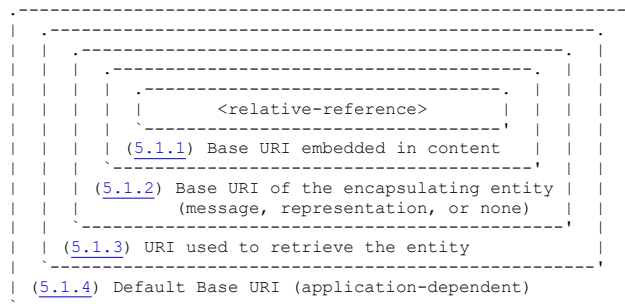 <relative-reference>
(5.1.1) Base URI embedded in content
(5.1.2) Base URI of the encapsulating entity
(message, representation, or none)
(5.1.3) URI used to retrieve the entity
(5.1.4) Default Base URI (application-dependent)